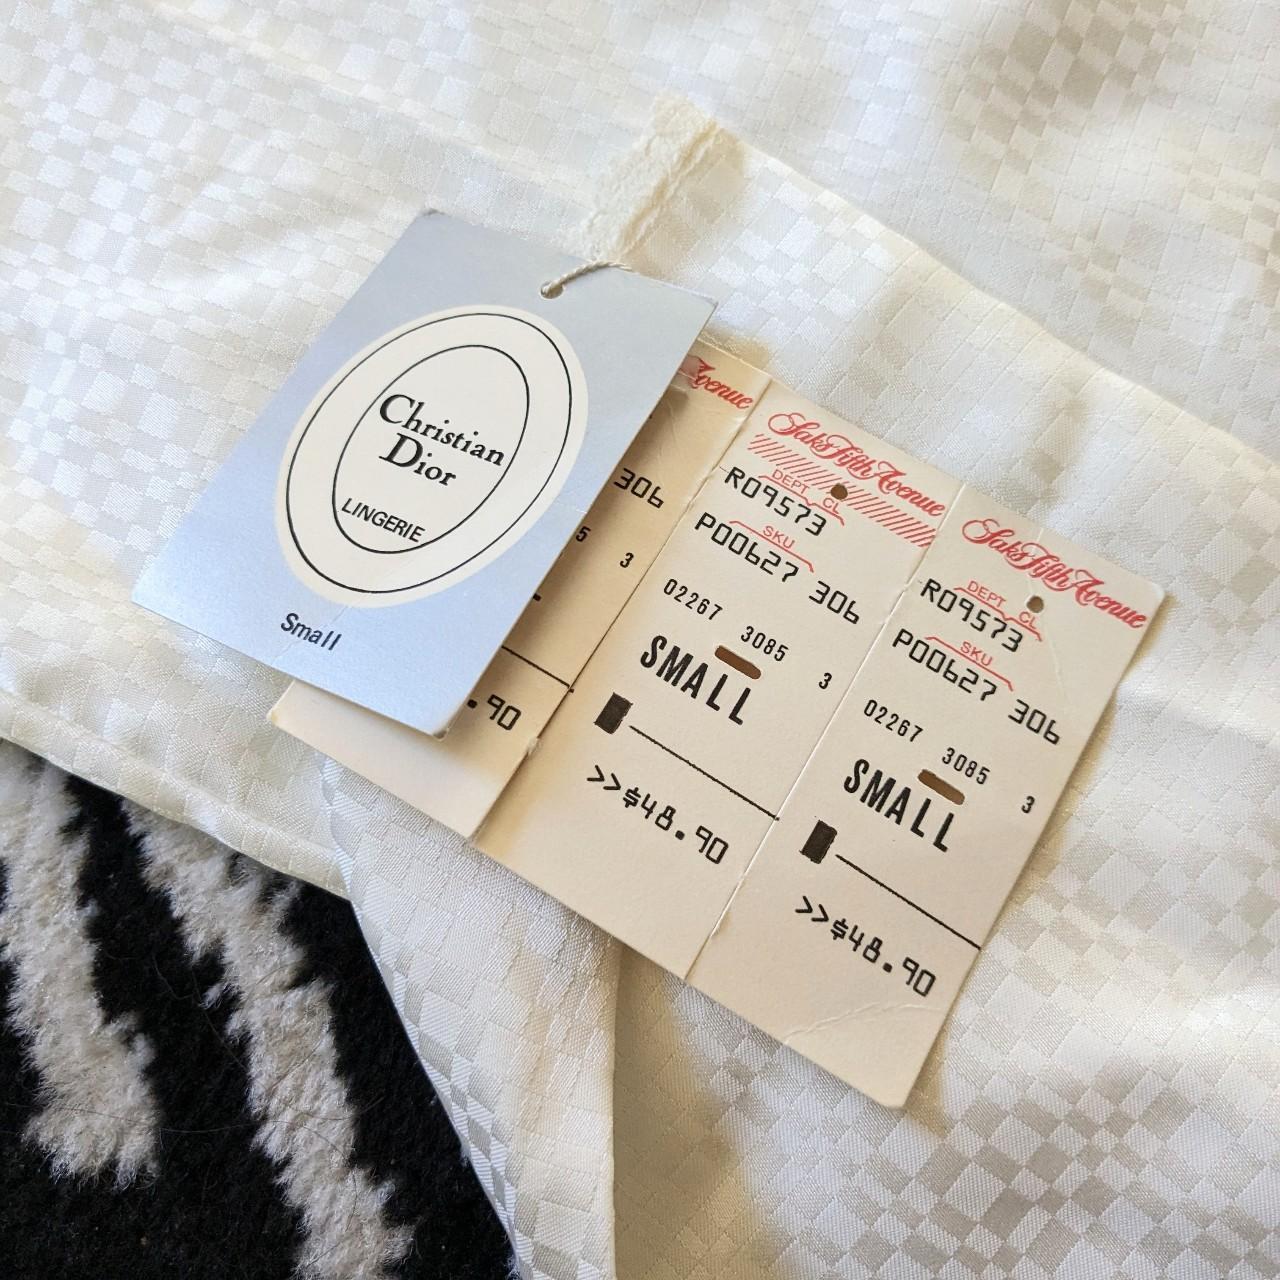 Christian
Dior
LINGERIE
Small
venue
306
5 3
.90
Saks Fifth Avenue
DEPT CL
R09573
SKU
P00627 306
02267 3085 3
SMALL
>>$48.90
Saks Fifth Avenue
DEPT CL
R09573
SKU
P00627 306
02267 3085 3
SMALL
>>$48.90